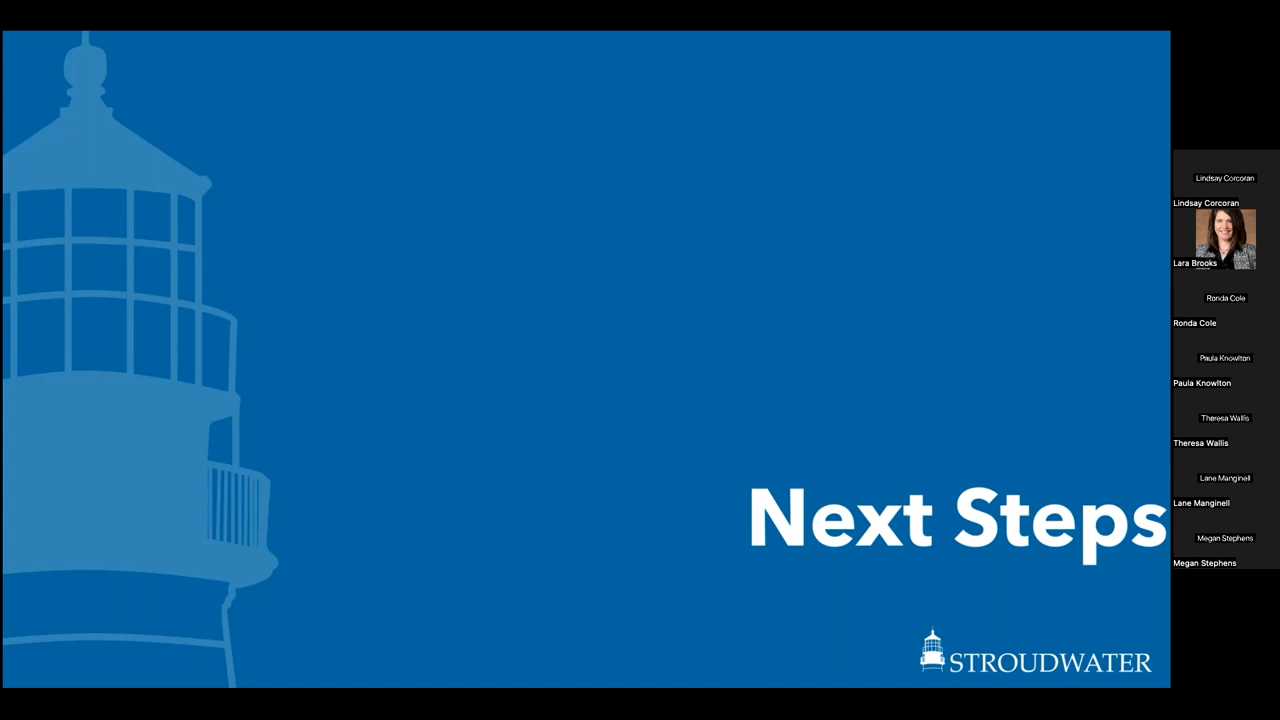 Next Steps
STROUDWATER
Lindsay Corcoran
Lindsay Corcoran
Lara Brooks
Ronda Cole
Ronda Cole
Paula Knowlton
Paula Knowlton
Theresa Wallis
Theresa Wallis
Lane Manginell
Lane Manginell
Megan Stephens
Megan Stephens